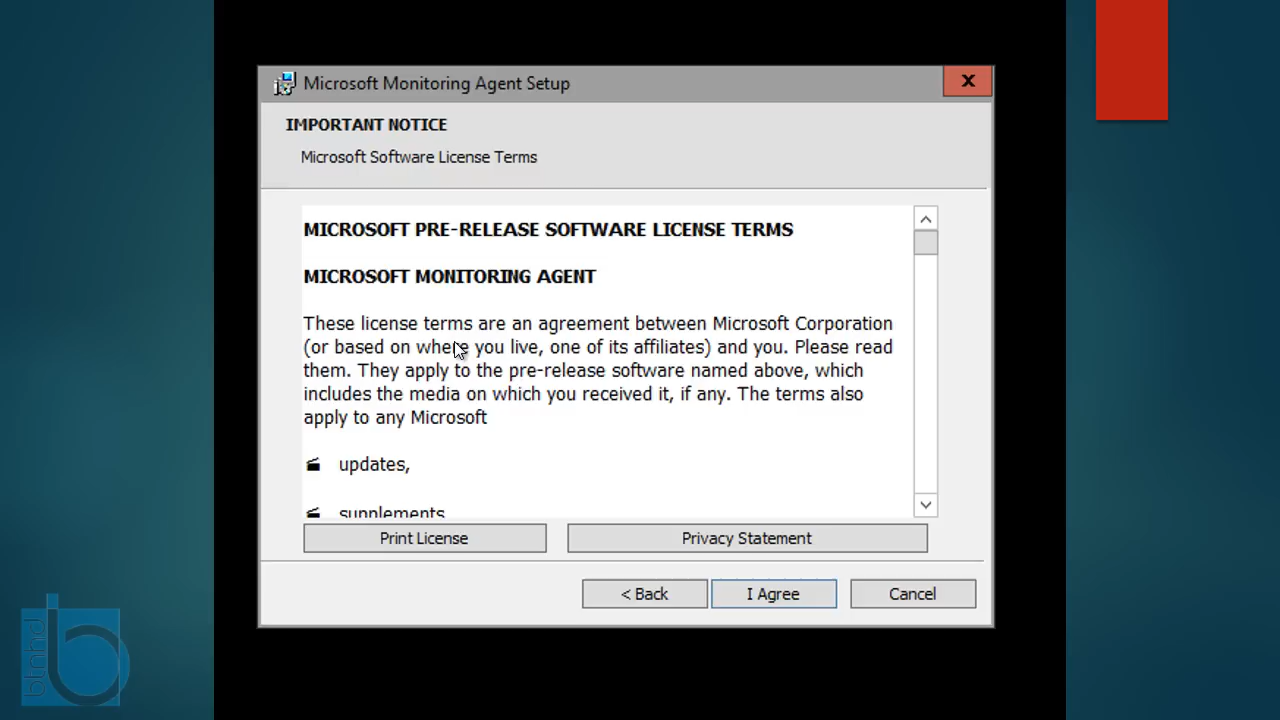 Microsoft Monitoring Agent Setup
X
IMPORTANT NOTICE
Microsoft Software License Terms
MICROSOFT PRE-RELEASE SOFTWARE LICENSE TERMS
MICROSOFT MONITORING AGENT
These license terms are an agreement between Microsoft Corporation
(or based on where you live, one of its affiliates) and you. Please read
them. They apply to the pre-release software named above, which
includes the media on which you received it, if any. The terms also
apply to any Microsoft
updates,
supplements
Print License
Privacy Statement
< Back
I Agree
Cancel
btnhd
b